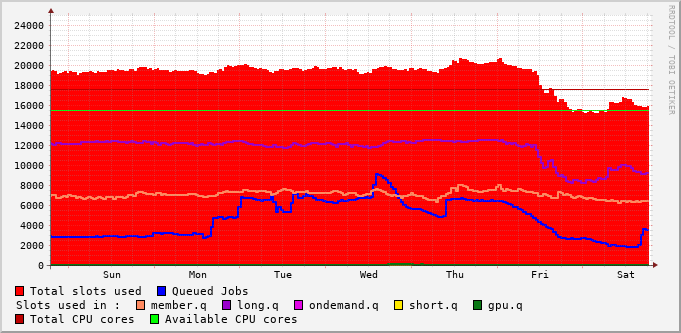 RRDTOOL / TOBI OETIKER
24000
22000
20000
18000
16000
14000
12000
10000
8000
6000
4000
2000
0
Sun Mon Tue Wed Thu Fri Sat
Total slots used Queued Jobs
Slots used in : member.q long.q ondemand.q short.q gpu.q
Total CPU cores Available CPU cores